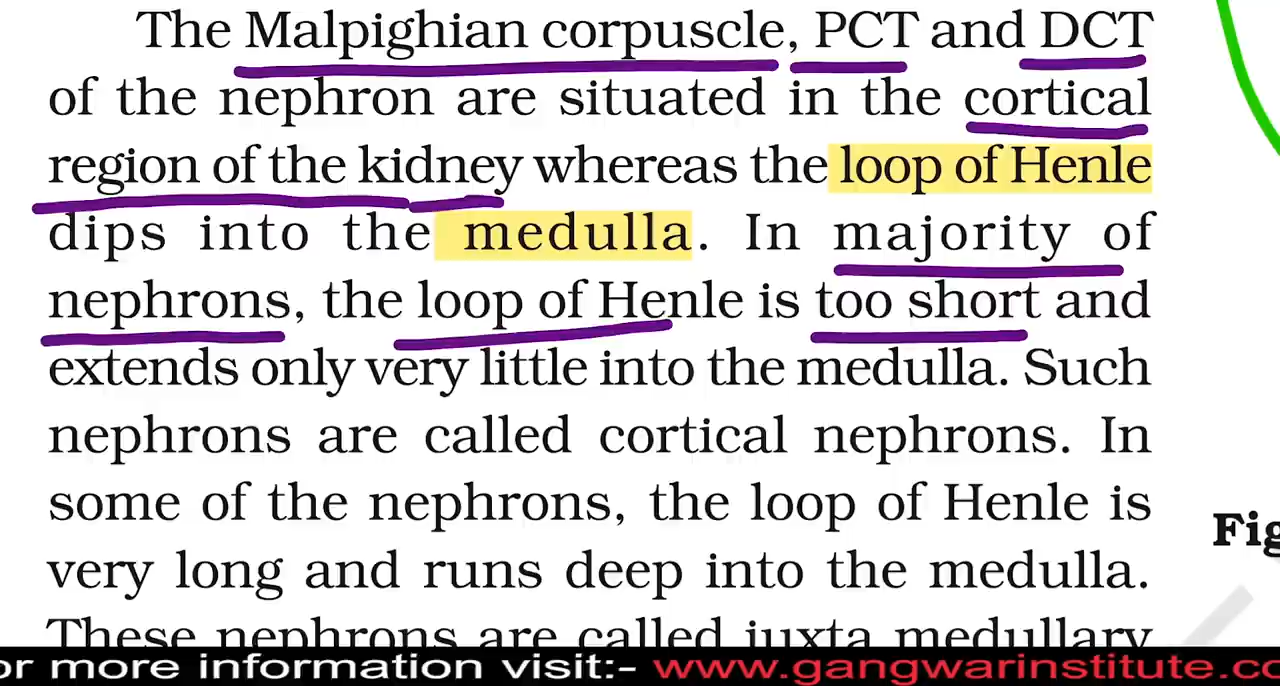 The Malpighian corpuscle, PCT and DCT
of the nephron are situated in the cortical
region of the kidney whereas the loop of Henle
dips into the medulla. In majority of
nephrons, the loop of Henle is too short and
extends only very little into the medulla. Such
nephrons are called cortical nephrons. In
some of the nephrons, the loop of Henle is
very long and runs deep into the medulla.
These nephrons are called juxta medullary
Fig
or more information visit:- www.gangwarinstitute.co